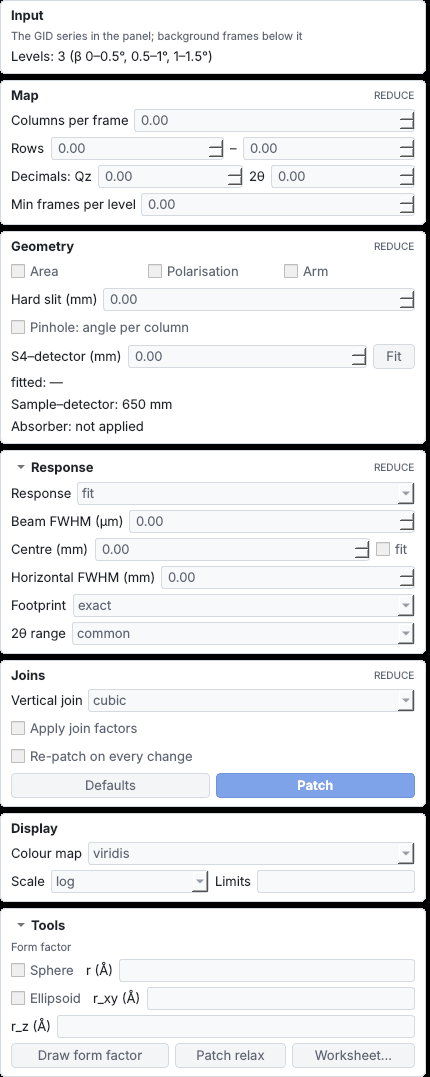 Input
The GID series in the panel; background frames below it
Levels: 3 (β 0–0.5°, 0.5–1°, 1–1.5°)
Map REDUCE
Columns per frame 0.00
Rows 0.00 – 0.00
Decimals: Qz 0.00 2θ 0.00
Min frames per level 0.00
Geometry REDUCE
Area Polarisation Arm
Hard slit (mm) 0.00
Pinhole: angle per column
S4–detector (mm) 0.00 Fit
fitted: —
Sample–detector: 650 mm
Absorber: not applied
Response REDUCE
Response fit
Beam FWHM (µm) 0.00
Centre (mm) 0.00 fit
Horizontal FWHM (mm) 0.00
Footprint exact
2θ range common
Joins REDUCE
Vertical join cubic
Apply join factors
Re-patch on every change
Defaults Patch
Display
Colour map viridis
Scale log Limits
Tools
Form factor
Sphere r (Å)
Ellipsoid r_xy (Å)
r_z (Å)
Draw form factor Patch relax Worksheet...